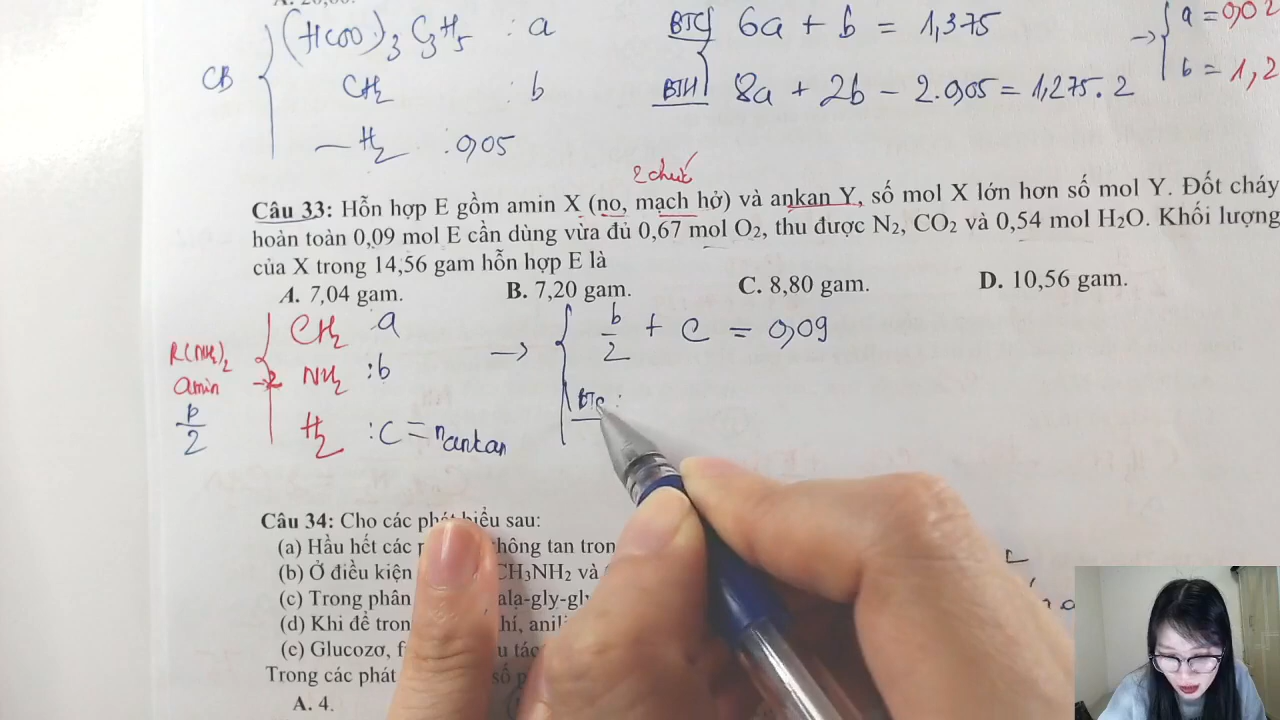 A. 20,00.
CB
(HCOO)3 C3H5 : a
CH2 : b
- H2 : 0,05
BTC 6a + b = 1,375
BTH 8a + 2b - 2.0,05 = 1,275.2
→ a = 0,02
b = 1,2
2 chức
Câu 33: Hỗn hợp E gồm amin X (no, mạch hở) và ankan Y, số mol X lớn hơn số mol Y. Đốt cháy
hoàn toàn 0,09 mol E cần dùng vừa đủ 0,67 mol O2, thu được N2, CO2 và 0,54 mol H2O. Khối lượng
của X trong 14,56 gam hỗn hợp E là
A. 7,04 gam. B. 7,20 gam. C. 8,80 gam. D. 10,56 gam.
R(NH2)2
amin →
b/2
CH2 : a
NH2 : b
H2 : C = nankan
→ b/2 + C = 0,09
BTe :
Câu 34: Cho các phát biểu sau:
(a) Hầu hết các không tan tron
(b) Ở điều kiện CH3NH2 và
(c) Trong phân ala-gly-gly
(d) Khi để tron hí, anil
(c) Glucozơ, f u tác
Trong các phát số p
A. 4.